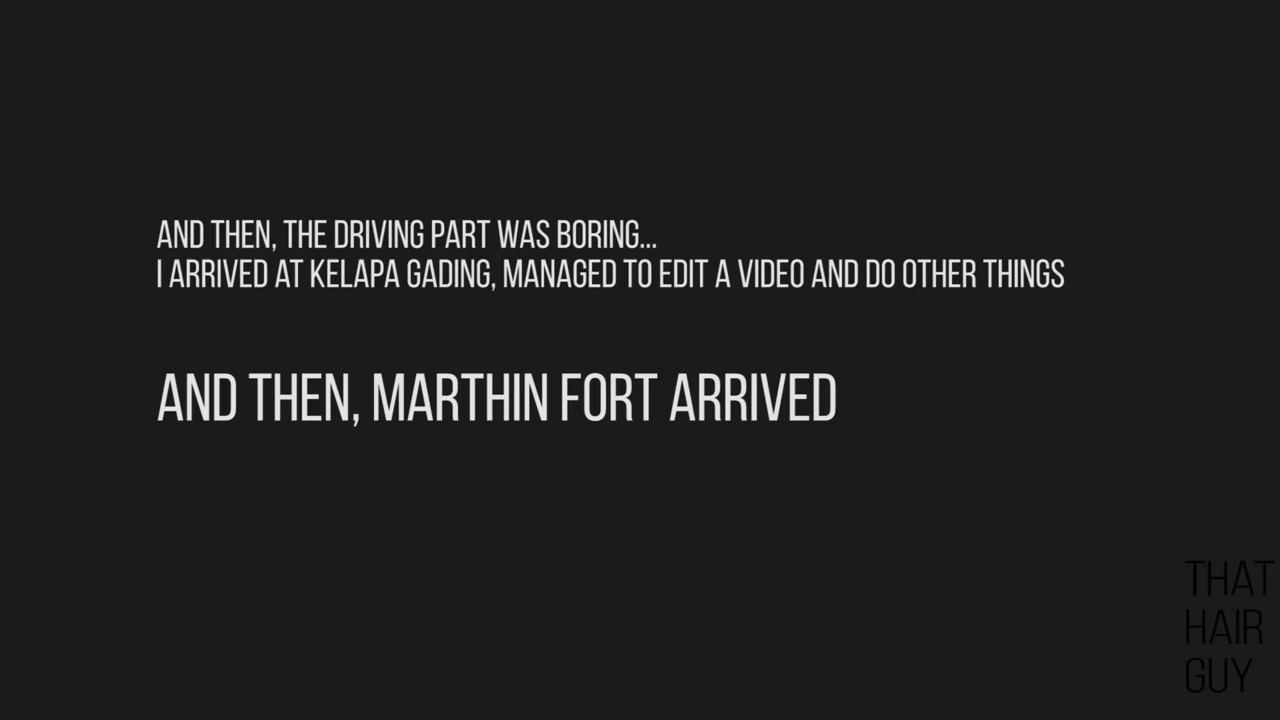 AND THEN, THE DRIVING PART WAS BORING...
I ARRIVED AT KELAPA GADING, MANAGED TO EDIT A VIDEO AND DO OTHER THINGS
AND THEN, MARTHIN FORT ARRIVED
THAT
HAIR
GUY